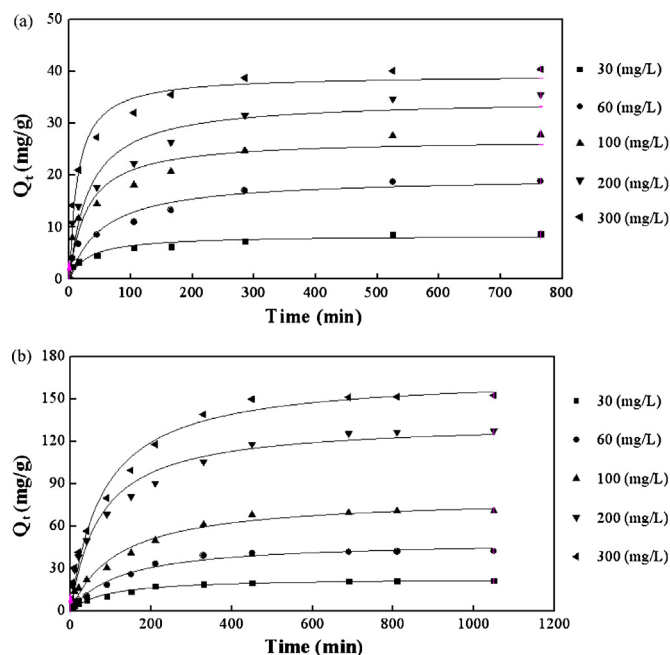 (a)
50
40
30
20
10
0
Qt (mg/g)
0 100 200 300 400 500 600 700 800
Time (min)
30 (mg/L)
60 (mg/L)
100 (mg/L)
200 (mg/L)
300 (mg/L)
(b)
180
150
120
90
60
30
0
Qt (mg/g)
0 200 400 600 800 1000 1200
Time (min)
30 (mg/L)
60 (mg/L)
100 (mg/L)
200 (mg/L)
300 (mg/L)